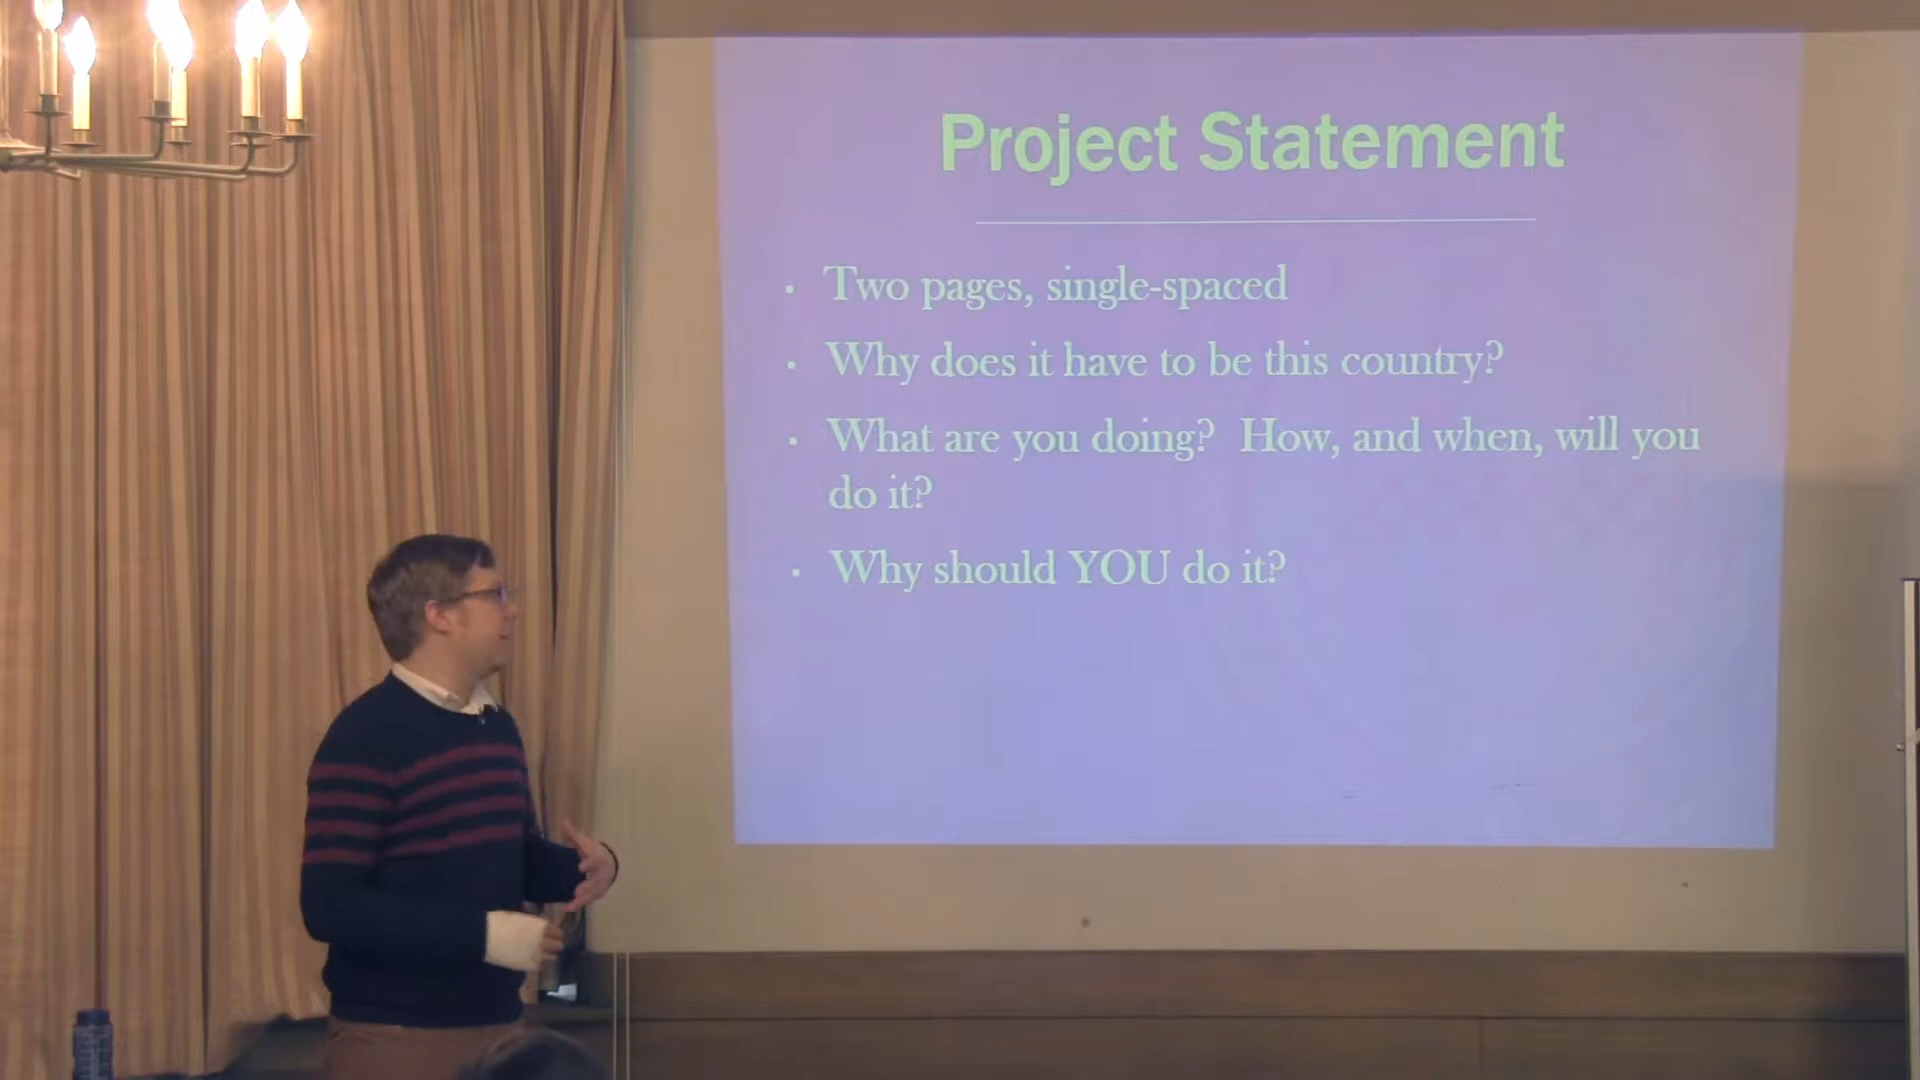 Project Statement
· Two pages, single-spaced
· Why does it have to be this country?
· What are you doing?  How, and when, will you
do it?
· Why should YOU do it?